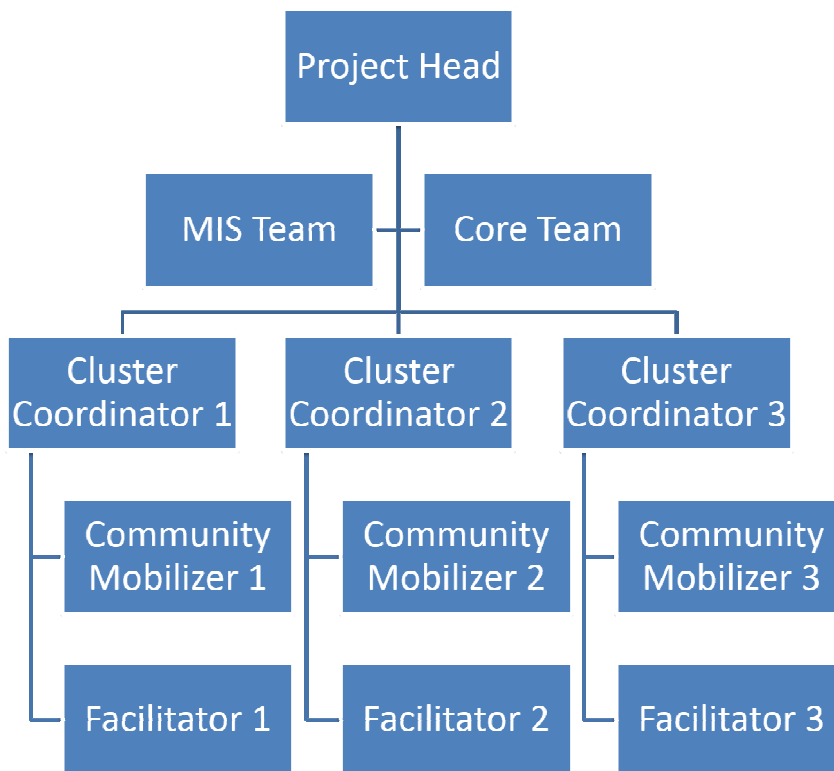 Project Head
MIS Team
Core Team
Cluster
Coordinator 1
Cluster
Coordinator 2
Cluster
Coordinator 3
Community
Mobilizer 1
Community
Mobilizer 2
Community
Mobilizer 3
Facilitator 1
Facilitator 2
Facilitator 3